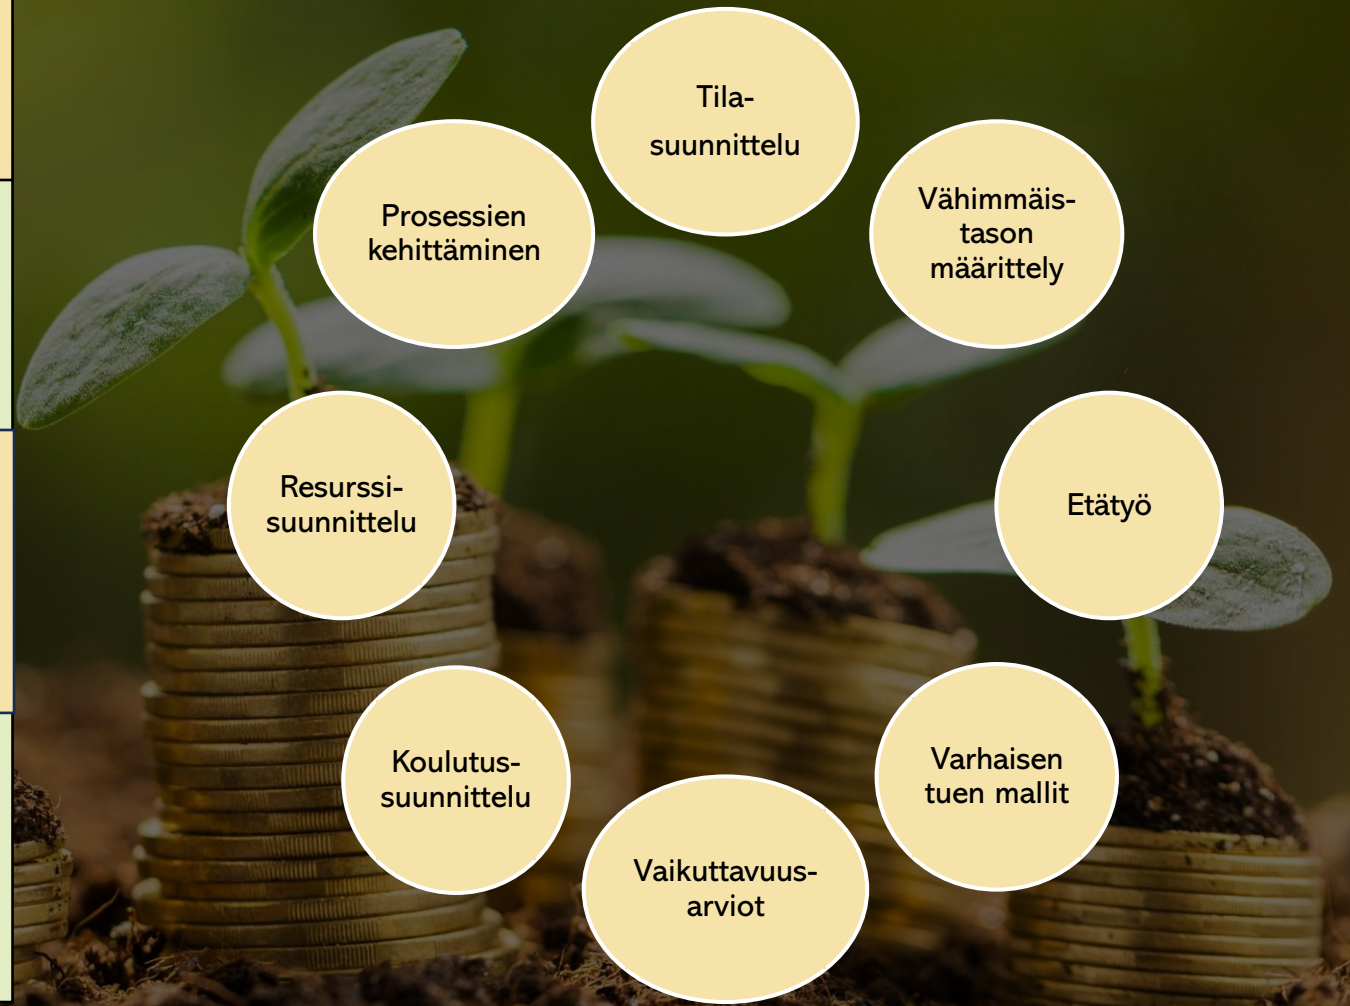 Tila-
suunnittelu
Vähimmäis-
tason
määrittely
Etätyö
Varhaisen
tuen mallit
Vaikuttavuus-
arviot
Koulutus-
suunnittelu
Resurssi-
suunnittelu
Prosessien
kehittäminen